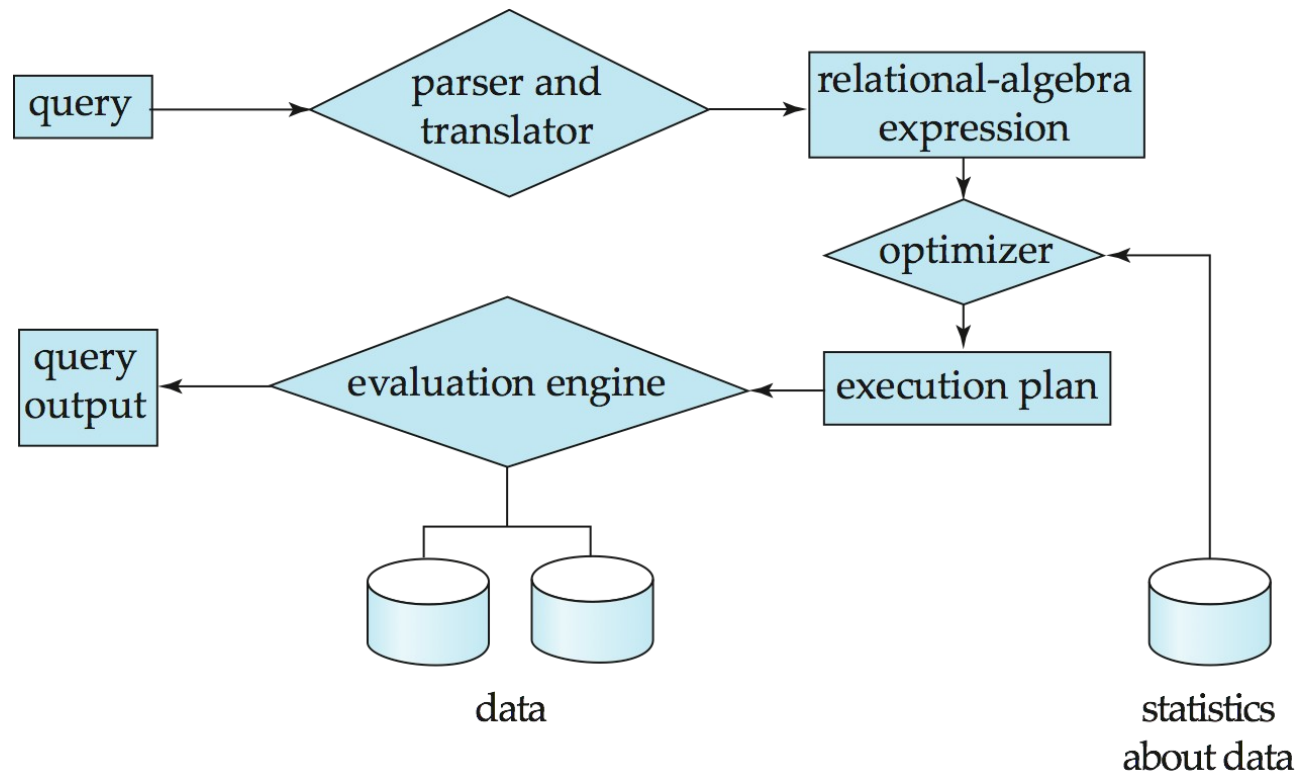 query
parser and
translator
relational-algebra
expression
optimizer
query
output
evaluation engine
execution plan
data
statistics
about data